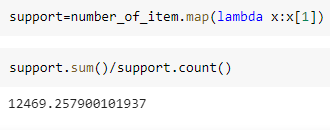 support=number_of_item.map(lambda x:x[1])
support.sum()/support.count()
12469.257900101937